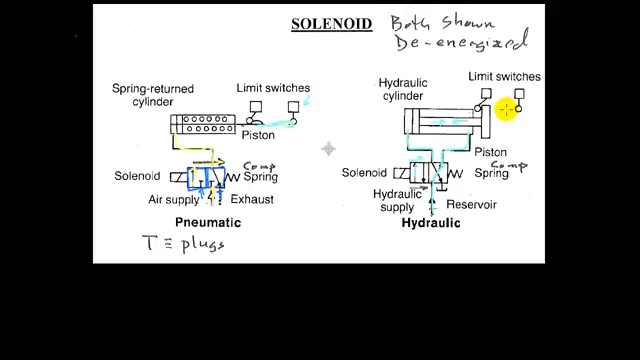 SOLENOID
Both Shown
De-energized
Spring-returned
cylinder
Limit switches
Piston
Solenoid
Comp
Spring
Air supply
Exhaust
Pneumatic
T ≡ plugs
Hydraulic
cylinder
Limit switches
Piston
Solenoid
Comp
Spring
Hydraulic
supply
Reservoir
Hydraulic